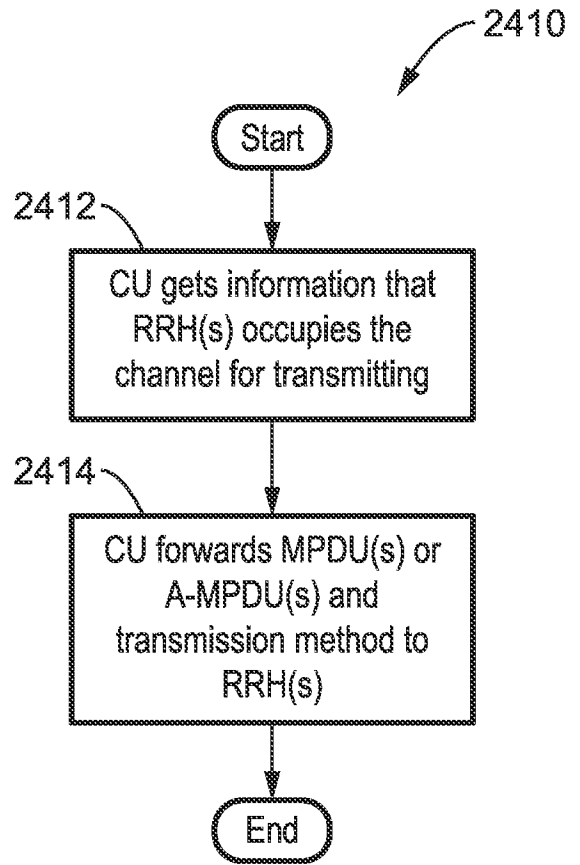 2410
Start
2412
CU gets information that
RRH(s) occupies the
channel for transmitting
2414
CU forwards MPDU(s) or
A-MPDU(s) and
transmission method to
RRH(s)
End